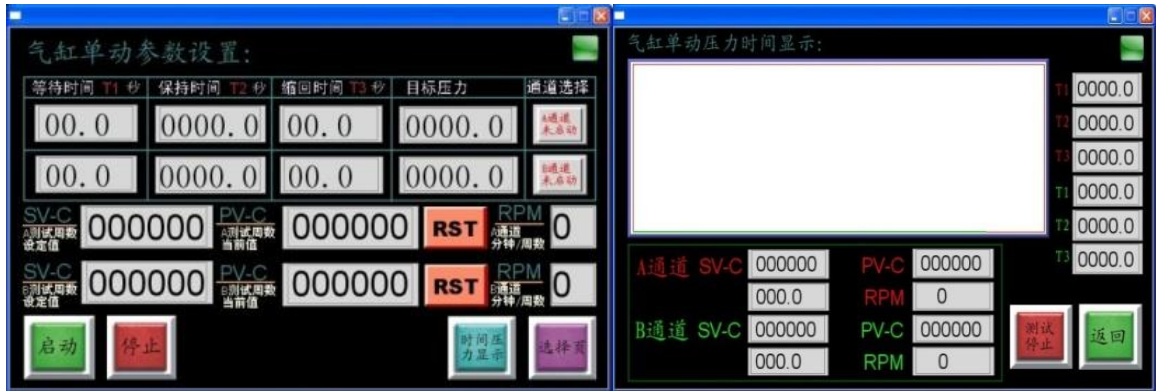 气缸单动参数设置:
等待时间 T1 秒 保持时间 T2 秒 缩回时间 T3 秒 目标压力 通道选择
00.0 0000.0 00.0 0000.0 A通道
未启动
00.0 0000.0 00.0 0000.0 B通道
未启动
SV-C
A测试周数
设定值
000000
PV-C
A测试周数
当前值
000000
RST
RPM
A通道
分钟/周数
0
SV-C
B测试周数
设定值
000000
PV-C
B测试周数
当前值
000000
RST
RPM
B通道
分钟/周数
0
启动
停止
时间压
力显示
选择页
气缸单动压力时间显示:
T1 0000.0
T2 0000.0
T3 0000.0
T1 0000.0
T2 0000.0
T3 0000.0
A通道 SV-C 000000 PV-C 000000
000.0 RPM 0
B通道 SV-C 000000 PV-C 000000
000.0 RPM 0
测试
停止
返回